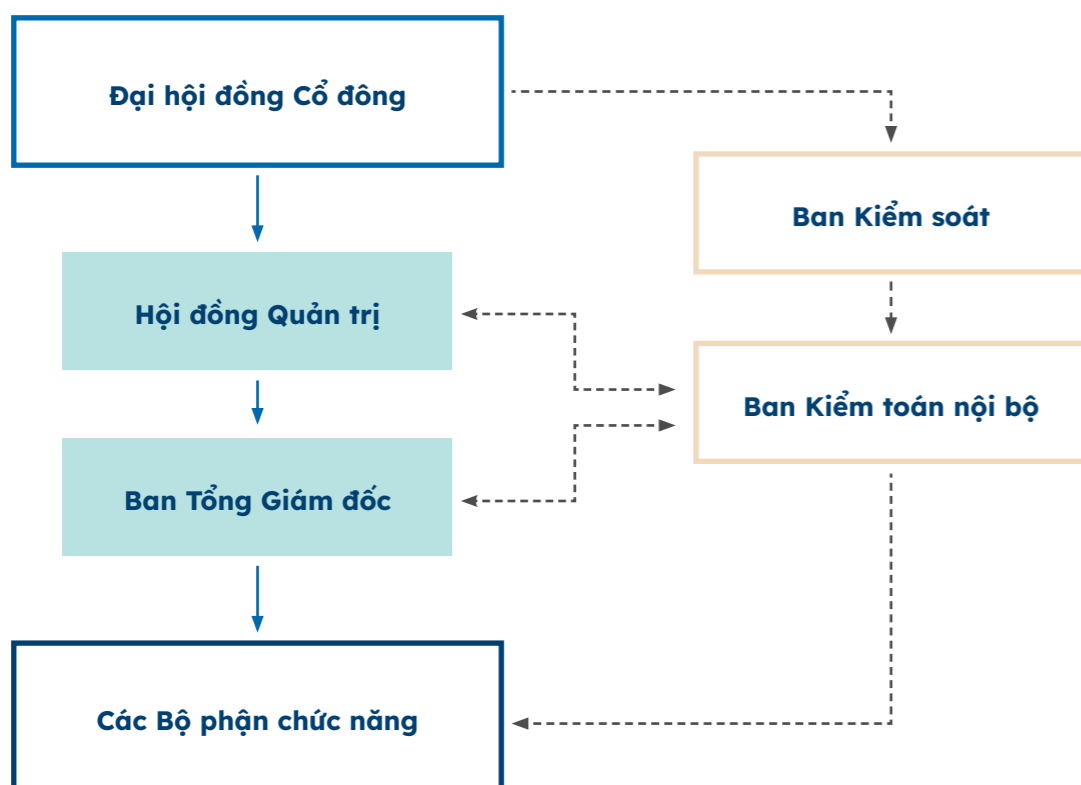 Đại hội đồng Cổ đông
Ban Kiểm soát
Hội đồng Quản trị
Ban Kiểm toán nội bộ
Ban Tổng Giám đốc
Các Bộ phận chức năng